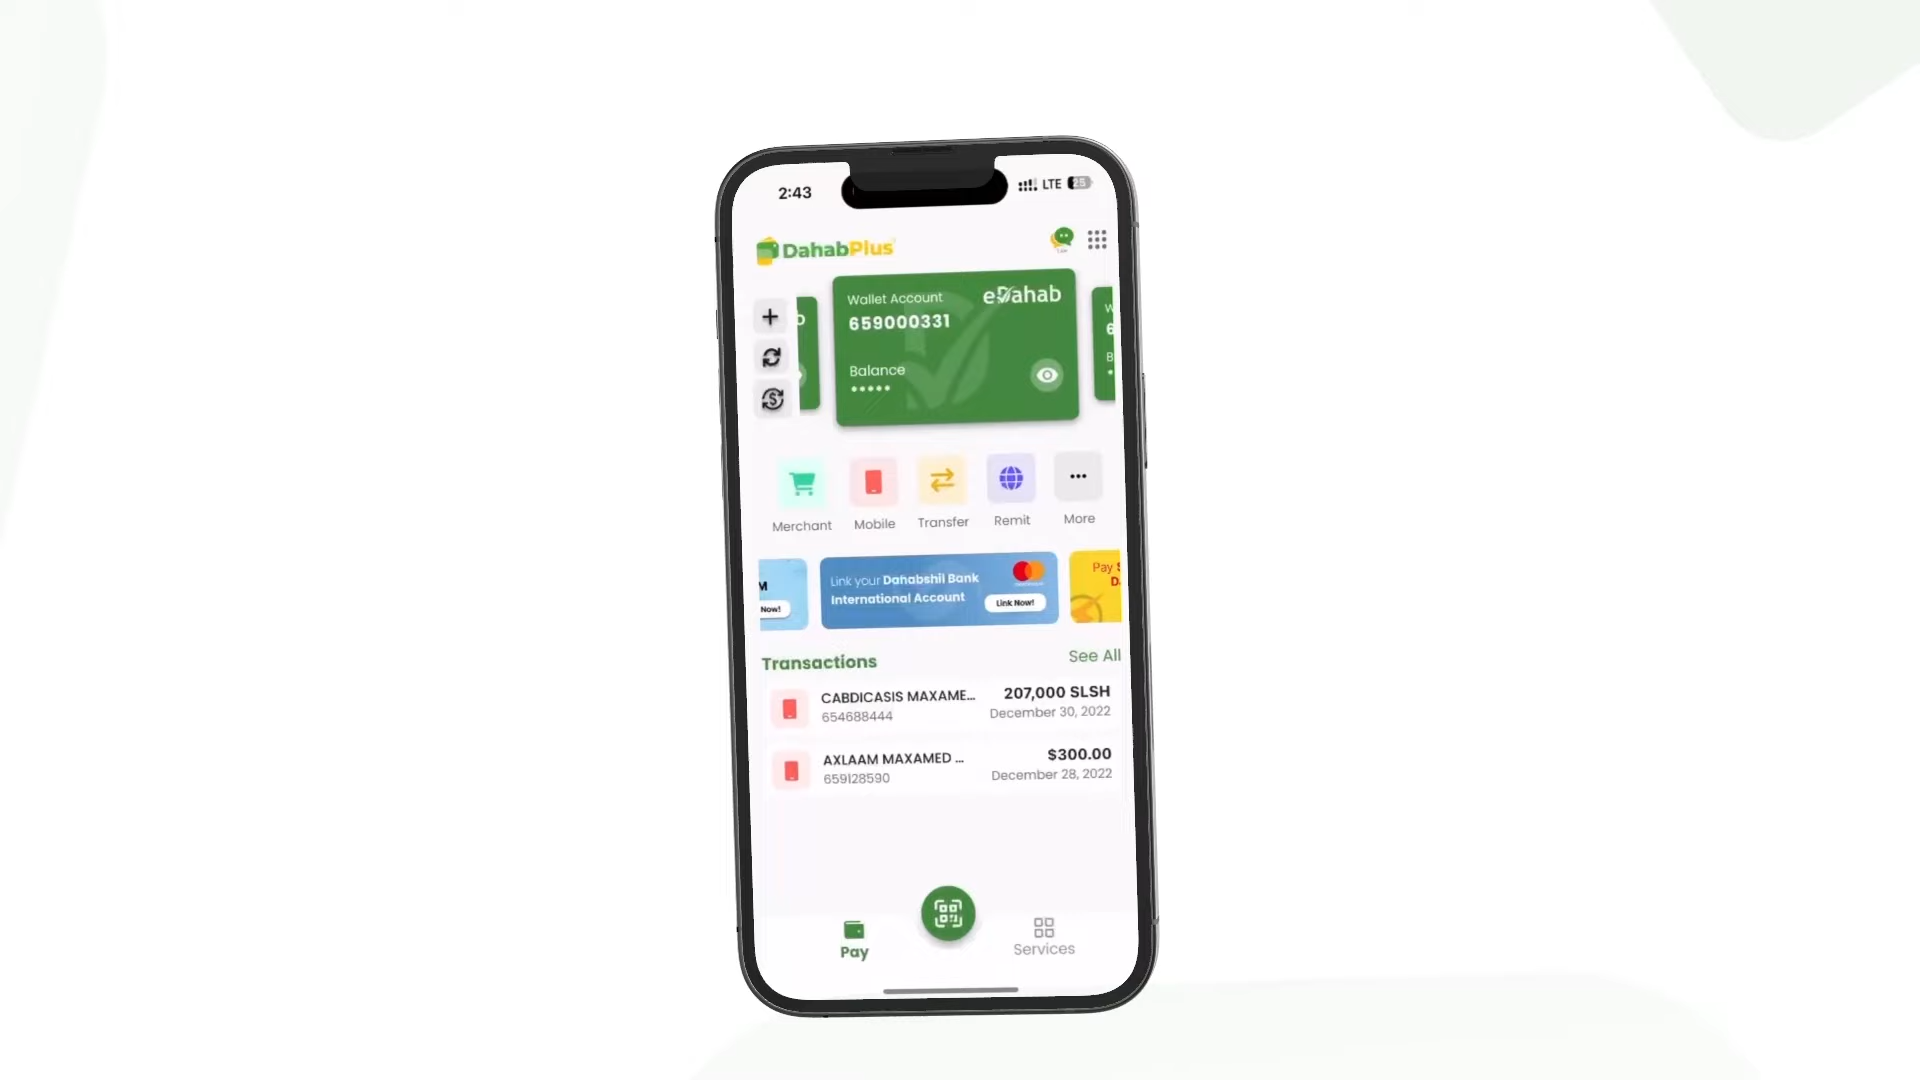 2:43
LTE 25
DahabPlus
Wallet Account
eDahab
659000331
Balance
Merchant
Mobile
Transfer
Remit
More
Now!
Link your Dahabshil Bank
International Account
Link Now!
Pay
Transactions
See All
CABDICASIS MAXAME...
207,000 SLSH
654688444
December 30, 2022
AXLAAM MAXAMED ...
$300.00
659128590
December 28, 2022
Pay
Services